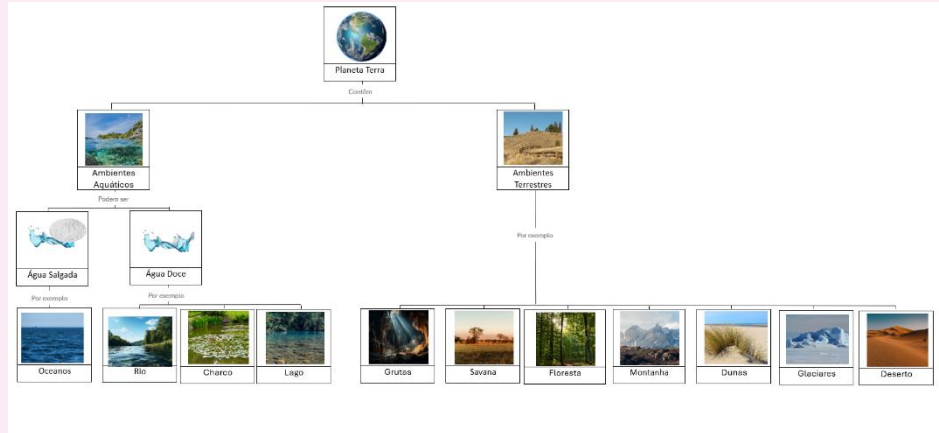 Planeta Terra
Contêm
Ambientes
Aquáticos
Ambientes
Terrestres
Podem ser
Por exemplo
Água Salgada
Água Doce
Por exemplo
Por exemplo
Oceanos
Rio
Charco
Lago
Grutas
Savana
Floresta
Montanha
Dunas
Glaciares
Deserto